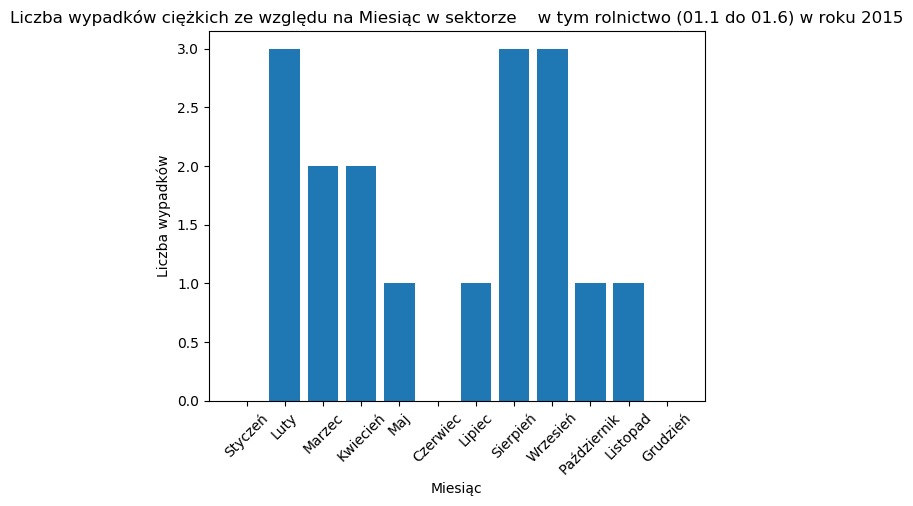 Liczba wypadków ciężkich ze względu na Miesiąc w sektorze    w tym rolnictwo (01.1 do 01.6) w roku 2015
3.0
2.5
2.0
1.5
1.0
0.5
0.0
Liczba wypadków
Styczeń
Luty
Marzec
Kwiecień
Maj
Czerwiec
Lipiec
Sierpień
Wrzesień
Październik
Listopad
Grudzień
Miesiąc